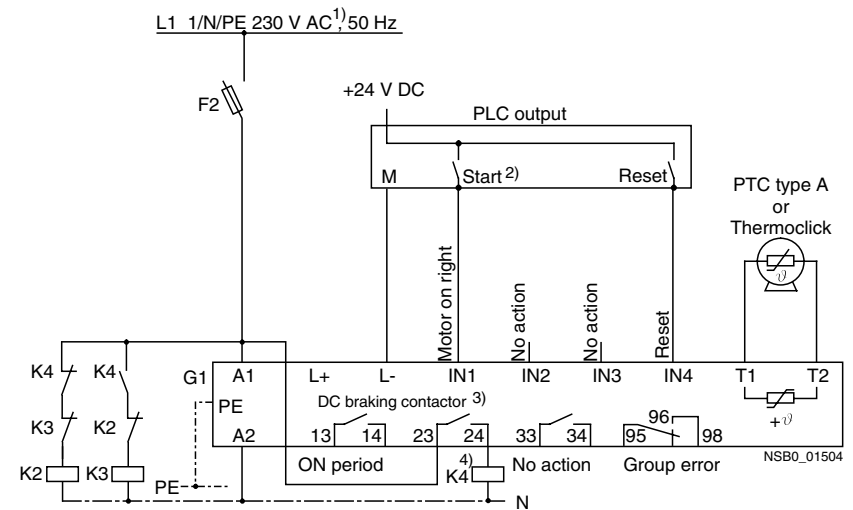 L1 1/N/PE 230 V AC1), 50 Hz
F2
+24 V DC
PLC output
M
Start 2)
Reset
PTC type A
or
Thermoclick
ϑ
Motor on right
No action
No action
Reset
K4
K4
G1
A1
L+
L-
IN1
IN2
IN3
IN4
T1
T2
PE
DC braking contactor 3)
+ϑ
K3
K2
A2
13
14
23
24
33
34
95
96
98
NSB0_01504
ON period
4)
K4
No action
Group error
K2
K3
PE
N